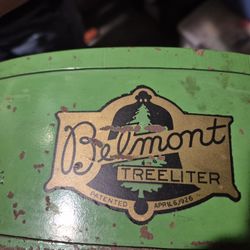 Belmont
TREELITER
PATENTED APRIL 6, 1926